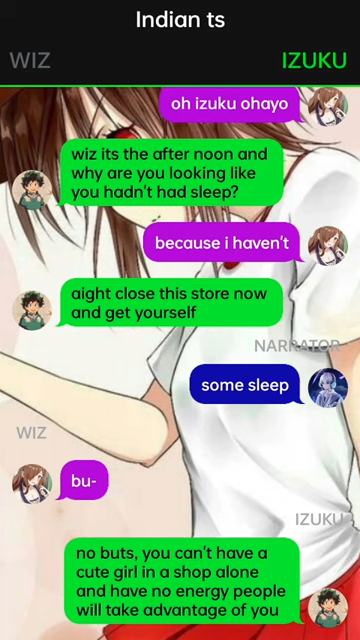 Indian ts
WIZ
IZUKU
oh izuku ohayo
wiz its the after noon and
why are you looking like
you hadn't had sleep?
because i haven't
aight close this store now
and get yourself
NARRATOR
some sleep
WIZ
bu-
IZUKU
no buts, you can't have a
cute girl in a shop alone
and have no energy people
will take advantage of you